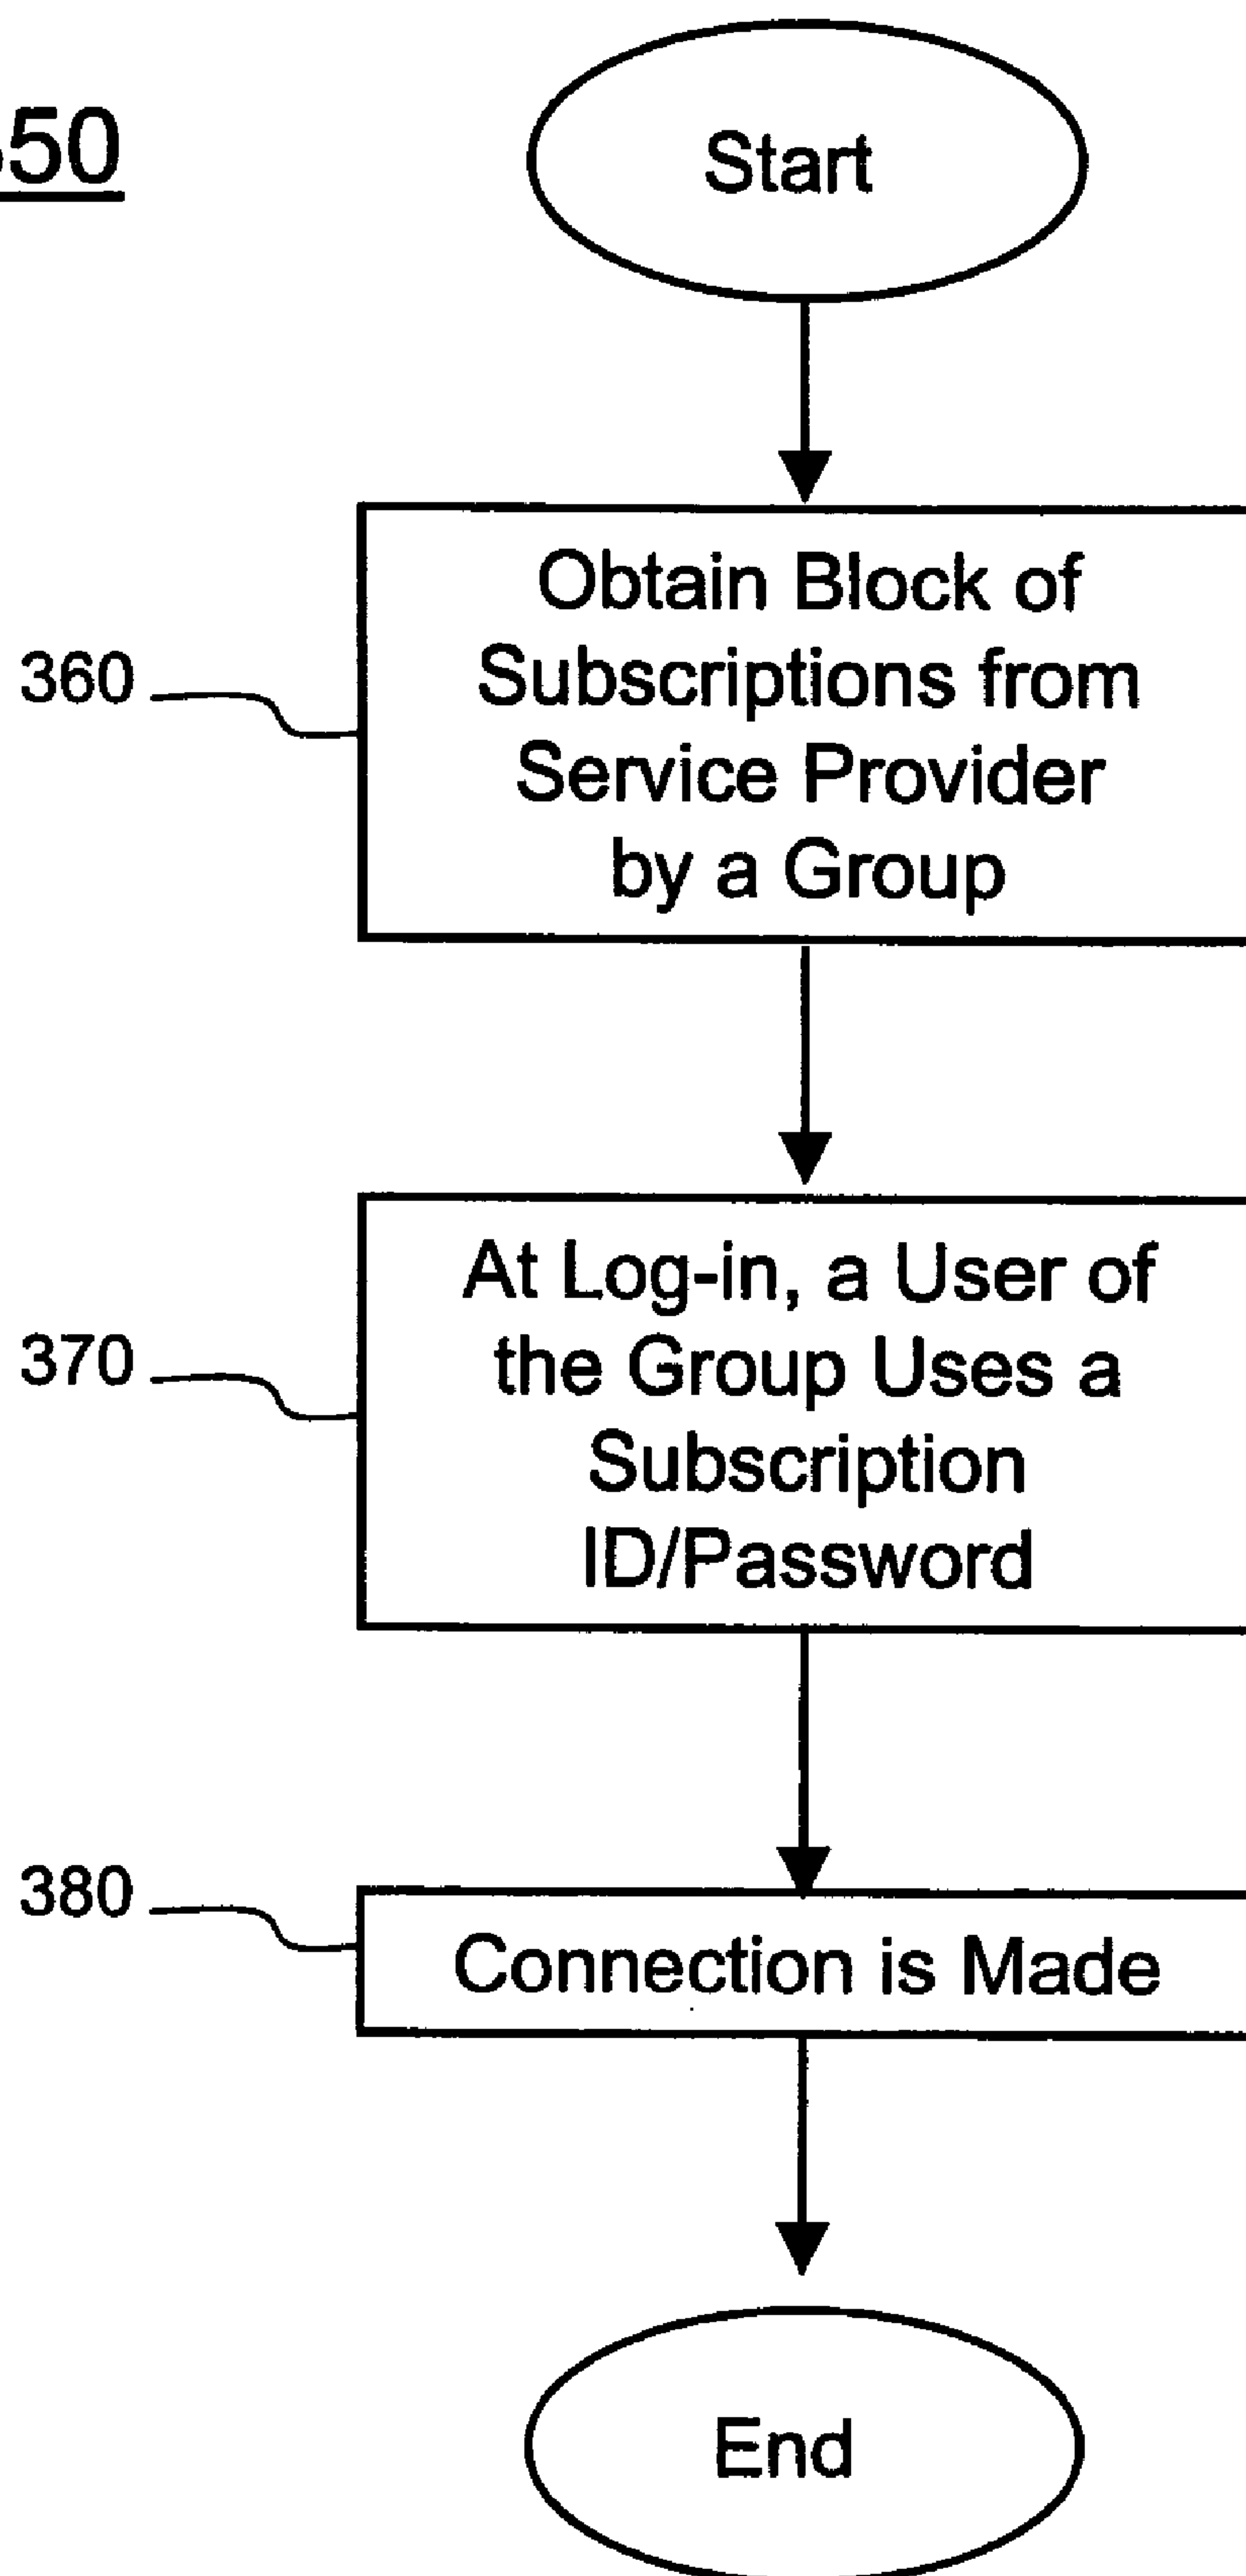 50
Start
Obtain Block of
Subscriptions from
Service Provider
by a Group
360
At Log-in, a User of
the Group Uses a
Subscription
ID/Password
370
Connection is Made
380
End